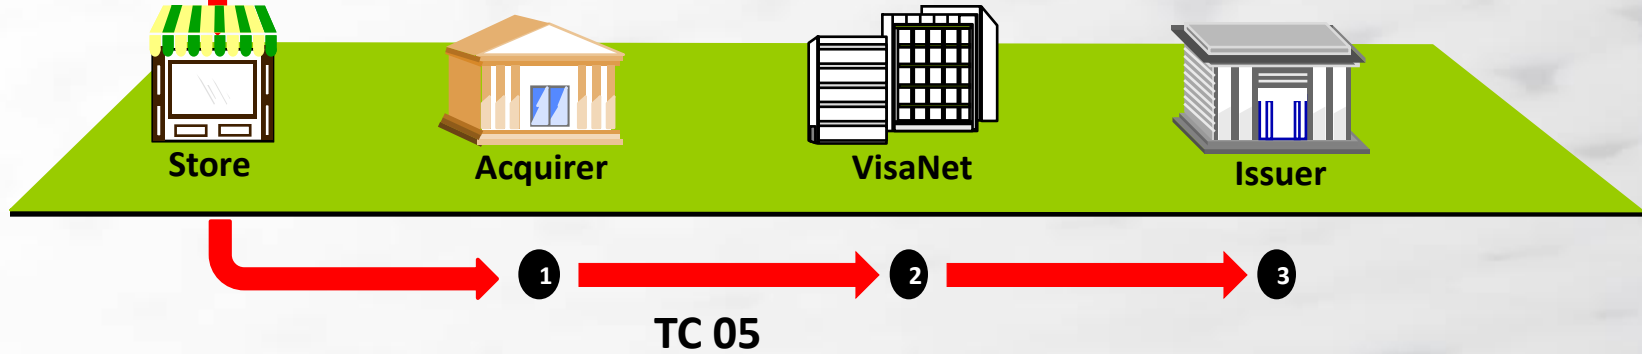 Store
Acquirer
VisaNet
Issuer
1
2
3
TC 05